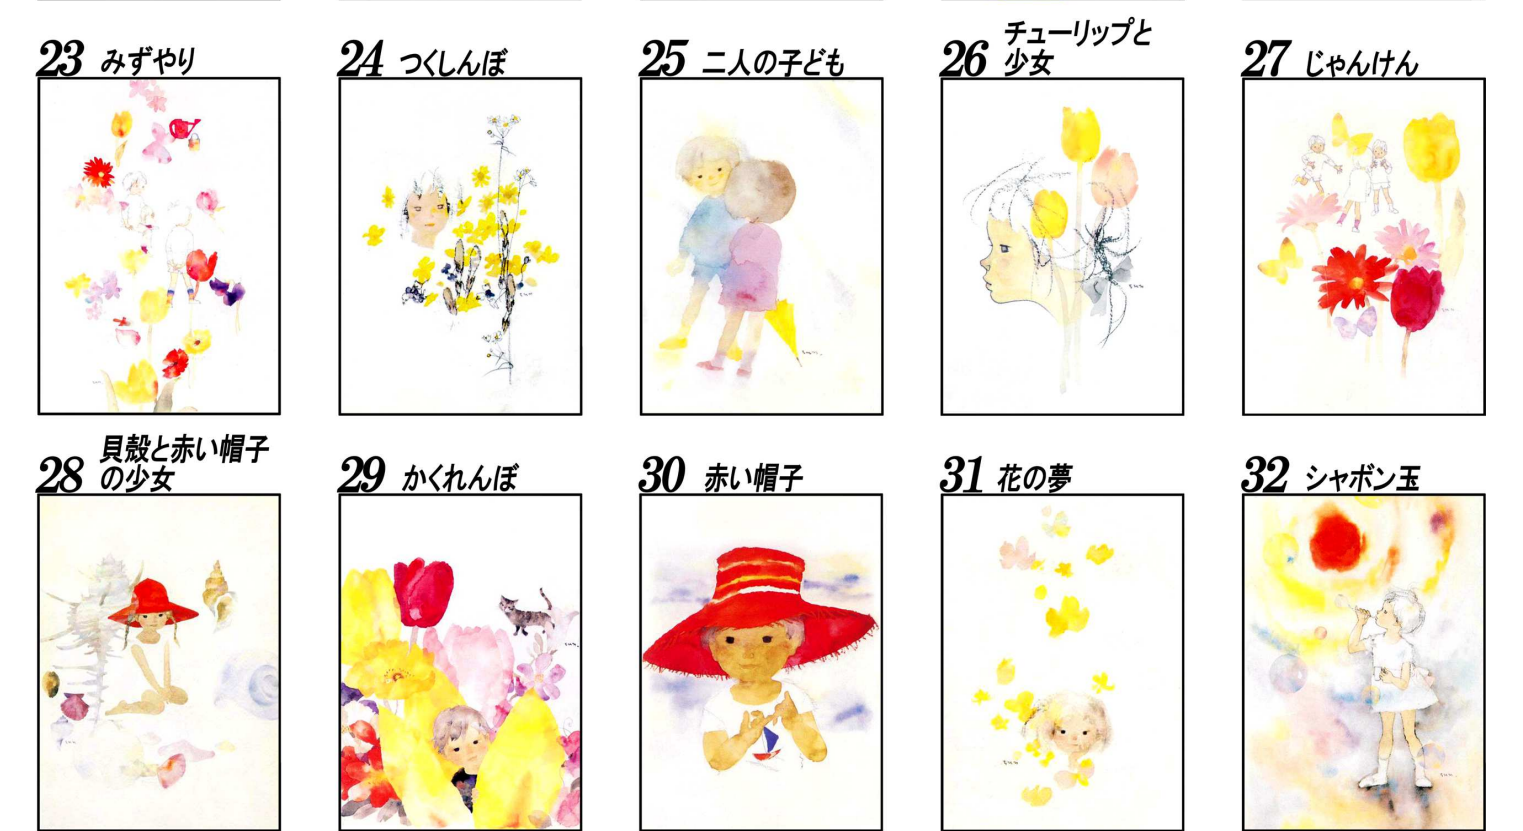 23 みずやり
24 つくしんぼ
25 二人の子ども
26 チューリップと
少女
27 じゃんけん
28 貝殻と赤い帽子
の少女
29 かくれんぼ
30 赤い帽子
31 花の夢
32 シャボン玉